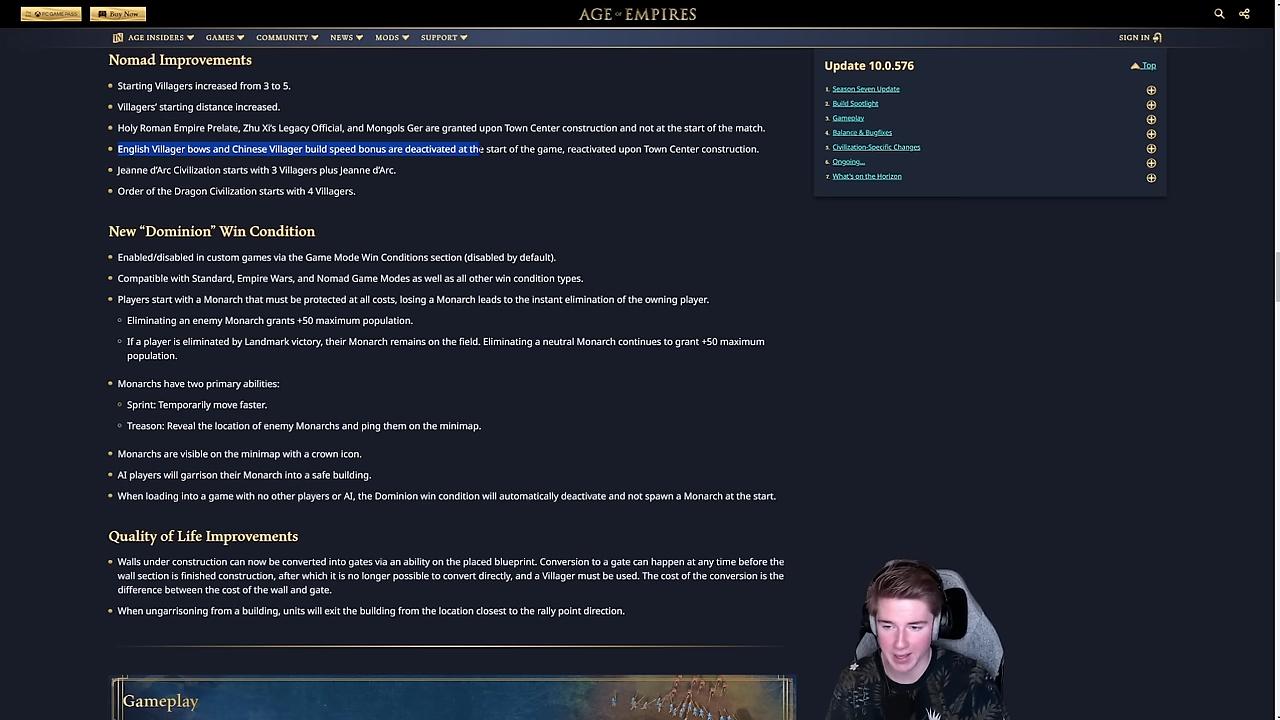 PC GAME PASS
Buy Now
AGE OF EMPIRES
AGE INSIDERS
GAMES
COMMUNITY
NEWS
MODS
SUPPORT
SIGN IN
Nomad Improvements
Starting Villagers increased from 3 to 5.
Villagers’ starting distance increased.
Holy Roman Empire Prelate, Zhu Xi’s Legacy Official, and Mongols Ger are granted upon Town Center construction and not at the start of the match.
English Villager bows and Chinese Villager build speed bonus are deactivated at the start of the game, reactivated upon Town Center construction.
Jeanne d’Arc Civilization starts with 3 Villagers plus Jeanne d’Arc.
Order of the Dragon Civilization starts with 4 Villagers.
New “Dominion” Win Condition
Enabled/disabled in custom games via the Game Mode Win Conditions section (disabled by default).
Compatible with Standard, Empire Wars, and Nomad Game Modes as well as all other win condition types.
Players start with a Monarch that must be protected at all costs, losing a Monarch leads to the instant elimination of the owning player.
Eliminating an enemy Monarch grants +50 maximum population.
If a player is eliminated by Landmark victory, their Monarch remains on the field. Eliminating a neutral Monarch continues to grant +50 maximum
population.
Monarchs have two primary abilities:
Sprint: Temporarily move faster.
Treason: Reveal the location of enemy Monarchs and ping them on the minimap.
Monarchs are visible on the minimap with a crown icon.
AI players will garrison their Monarch into a safe building.
When loading into a game with no other players or AI, the Dominion win condition will automatically deactivate and not spawn a Monarch at the start.
Quality of Life Improvements
Walls under construction can now be converted into gates via an ability on the placed blueprint. Conversion to a gate can happen at any time before the
wall section is finished construction, after which it is no longer possible to convert directly, and a Villager must be used. The cost of the conversion is the
difference between the cost of the wall and gate.
When ungarrisoning from a building, units will exit the building from the location closest to the rally point direction.
Gameplay
Update 10.0.576
Top
1. Season Seven Update
2. Build Spotlight
3. Gameplay
4. Balance & Bugfixes
5. Civilization-Specific Changes
6. Ongoing...
7. What's on the Horizon